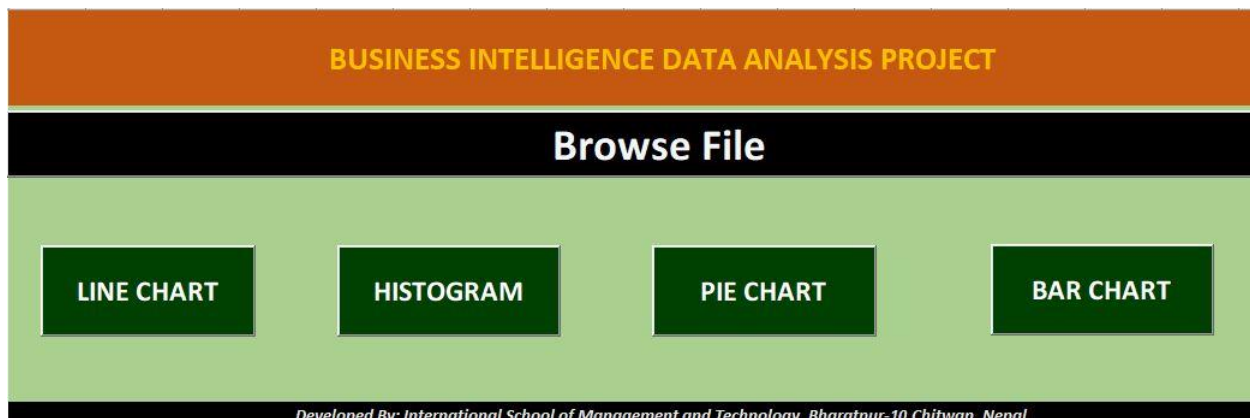 BUSINESS INTELLIGENCE DATA ANALYSIS PROJECT
Browse File
LINE CHART
HISTOGRAM
PIE CHART
BAR CHART
Developed By: International School of Management and Technology, Bharatpur-10 Chitwan, Nepal